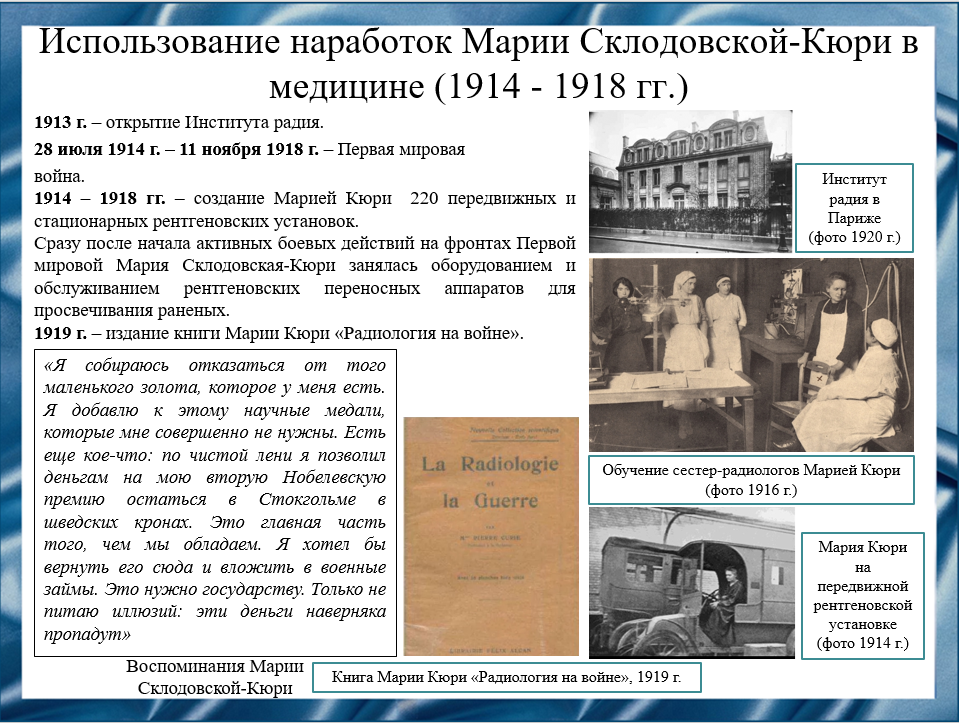 Использование наработок Марии Склодовской-Кюри в
медицине (1914 - 1918 гг.)
1913 г. – открытие Института радия.
28 июля 1914 г. – 11 ноября 1918 г. – Первая мировая
война.
1914 – 1918 гг. – создание Марией Кюри 220 передвижных и
стационарных рентгеновских установок.
Сразу после начала активных боевых действий на фронтах Первой
мировой Мария Склодовская-Кюри занялась оборудованием и
обслуживанием рентгеновских переносных аппаратов для
просвечивания раненых.
1919 г. – издание книги Марии Кюри «Радиология на войне».
«Я собираюсь отказаться от того
маленького золота, которое у меня есть.
Я добавлю к этому научные медали,
которые мне совершенно не нужны. Есть
еще кое-что: по чистой лени я позволил
деньгам на мою вторую Нобелевскую
премию остаться в Стокгольме в
шведских кронах. Это главная часть
того, чем мы обладаем. Я хотел бы
вернуть его сюда и вложить в военные
займы. Это нужно государству. Только не
питаю иллюзий: эти деньги наверняка
пропадут»
Воспоминания Марии
Склодовской-Кюри
La Radiologie
et
la Guerre
Mme PIERRE CURIE
LIBRAIRIE FÉLIX ALCAN
Книга Марии Кюри «Радиология на войне», 1919 г.
Институт
радия в
Париже
(фото 1920 г.)
Обучение сестер-радиологов Марией Кюри
(фото 1916 г.)
Мария Кюри
на
передвижной
рентгеновской
установке
(фото 1914 г.)